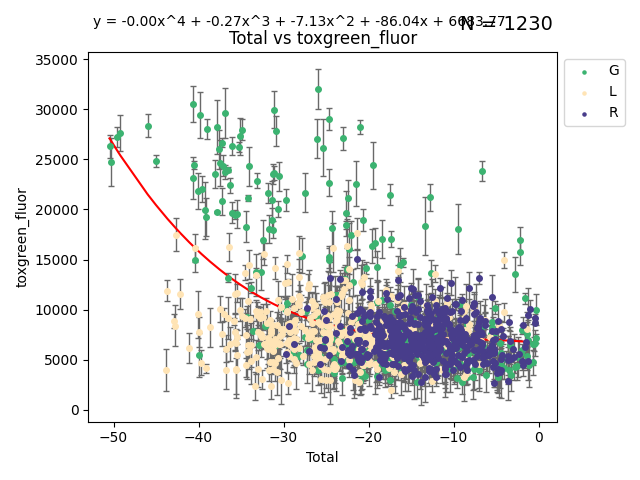 y = -0.00x^4 + -0.27x^3 + -7.13x^2 + -86.04x + 6683.77
N = 1230
Total vs toxgreen_fluor
35000
30000
25000
20000
15000
10000
5000
0
toxgreen_fluor
−50
−40
−30
−20
−10
0
Total
G
L
R